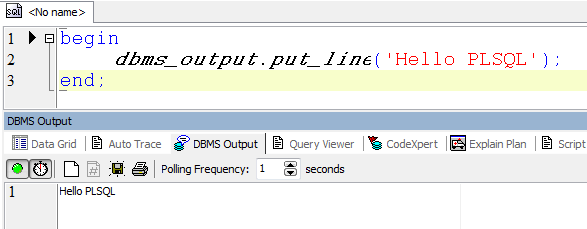 SQL <No name>
1 begin
2 dbms_output.put_line('Hello PLSQL');
3 end;
DBMS Output
Data Grid Auto Trace DBMS Output Query Viewer CodeXpert Explain Plan Script
Polling Frequency: 1 seconds
1 Hello PLSQL